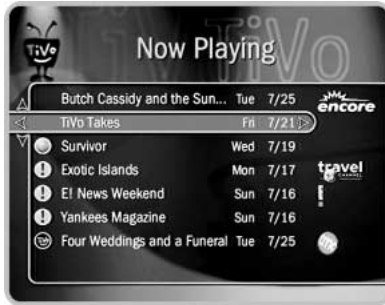 TiVo
TiVo
Now Playing
Butch Cassidy and the Sun... Tue 7/25 encore
TiVo Takes Fri 7/21
Survivor Wed 7/19
! Exotic Islands Mon 7/17 travel CHANNEL
! E! News Weekend Sun 7/16
! Yankees Magazine Sun 7/16
Four Weddings and a Funeral Tue 7/25